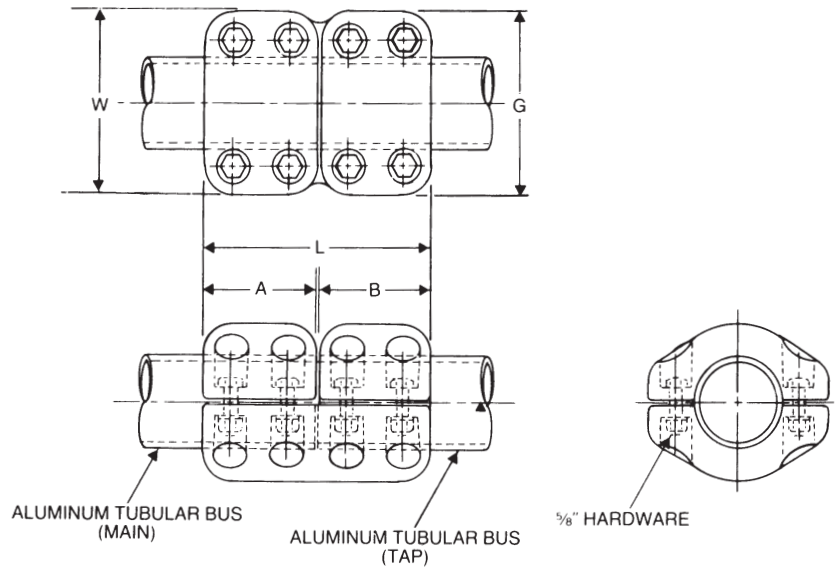 W
G
L
A
B
ALUMINUM TUBULAR BUS
(MAIN)
ALUMINUM TUBULAR BUS
(TAP)
⅝" HARDWARE